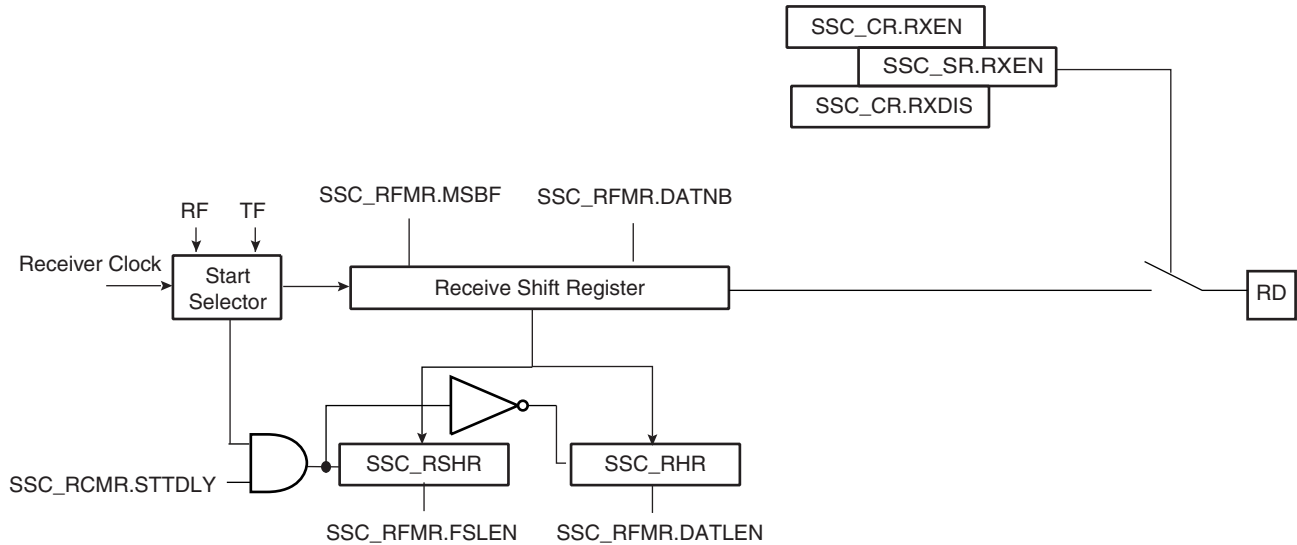 SSC_CR.RXEN
SSC_SR.RXEN
SSC_CR.RXDIS
SSC_RFMR.MSBF
SSC_RFMR.DATNB
RF
TF
Receiver Clock
Start
Selector
Receive Shift Register
RD
SSC_RSHR
SSC_RHR
SSC_RCMR.STTDLY
SSC_RFMR.FSLEN
SSC_RFMR.DATLEN